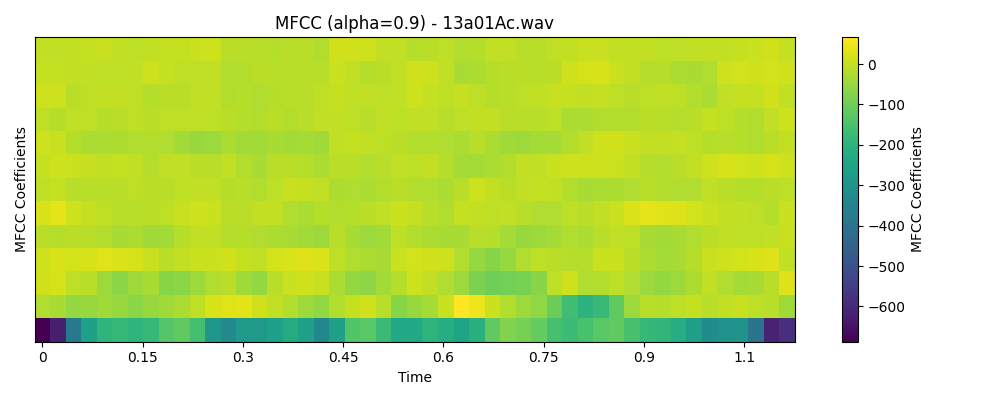 MFCC (alpha=0.9) - 13a01Ac.wav
MFCC Coefficients
0 0.15 0.3 0.45 0.6 0.75 0.9 1.1
Time
0
−100
−200
−300
−400
−500
−600
MFCC Coefficients